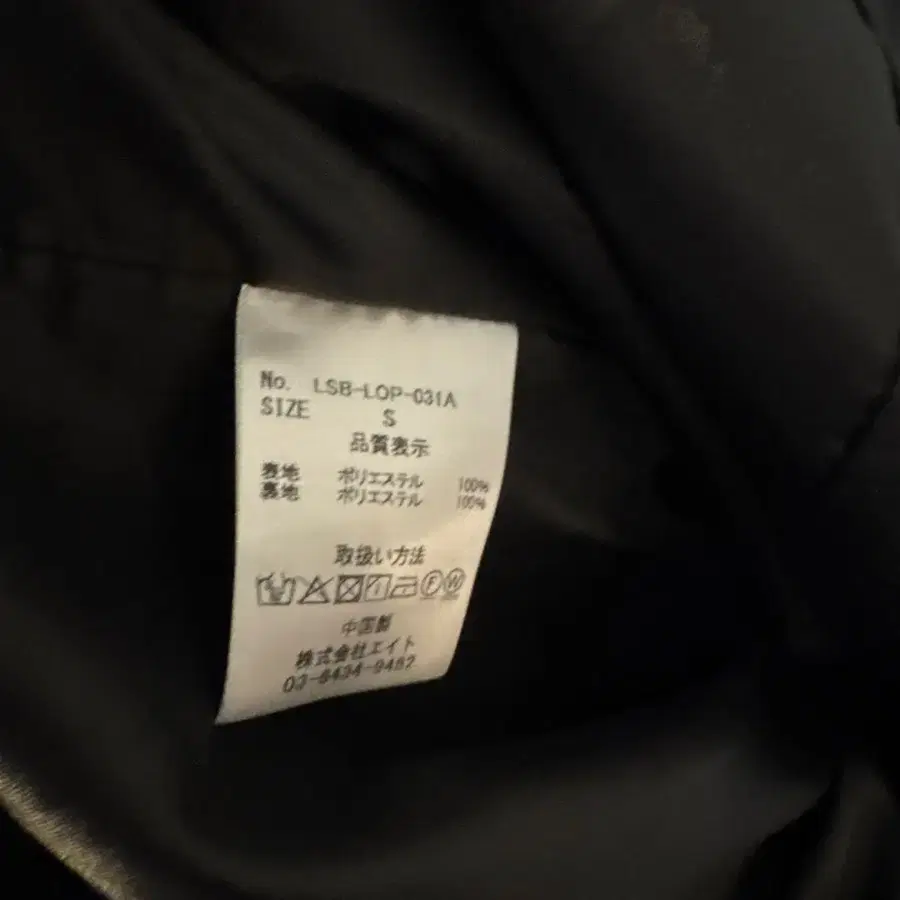 No. LSB-LOP-031A
SIZE S
品質表示
表地 ポリエステル 100%
裏地 ポリエステル 100%
取扱い方法
F W
中国製
株式会社エイト
03-6434-9482